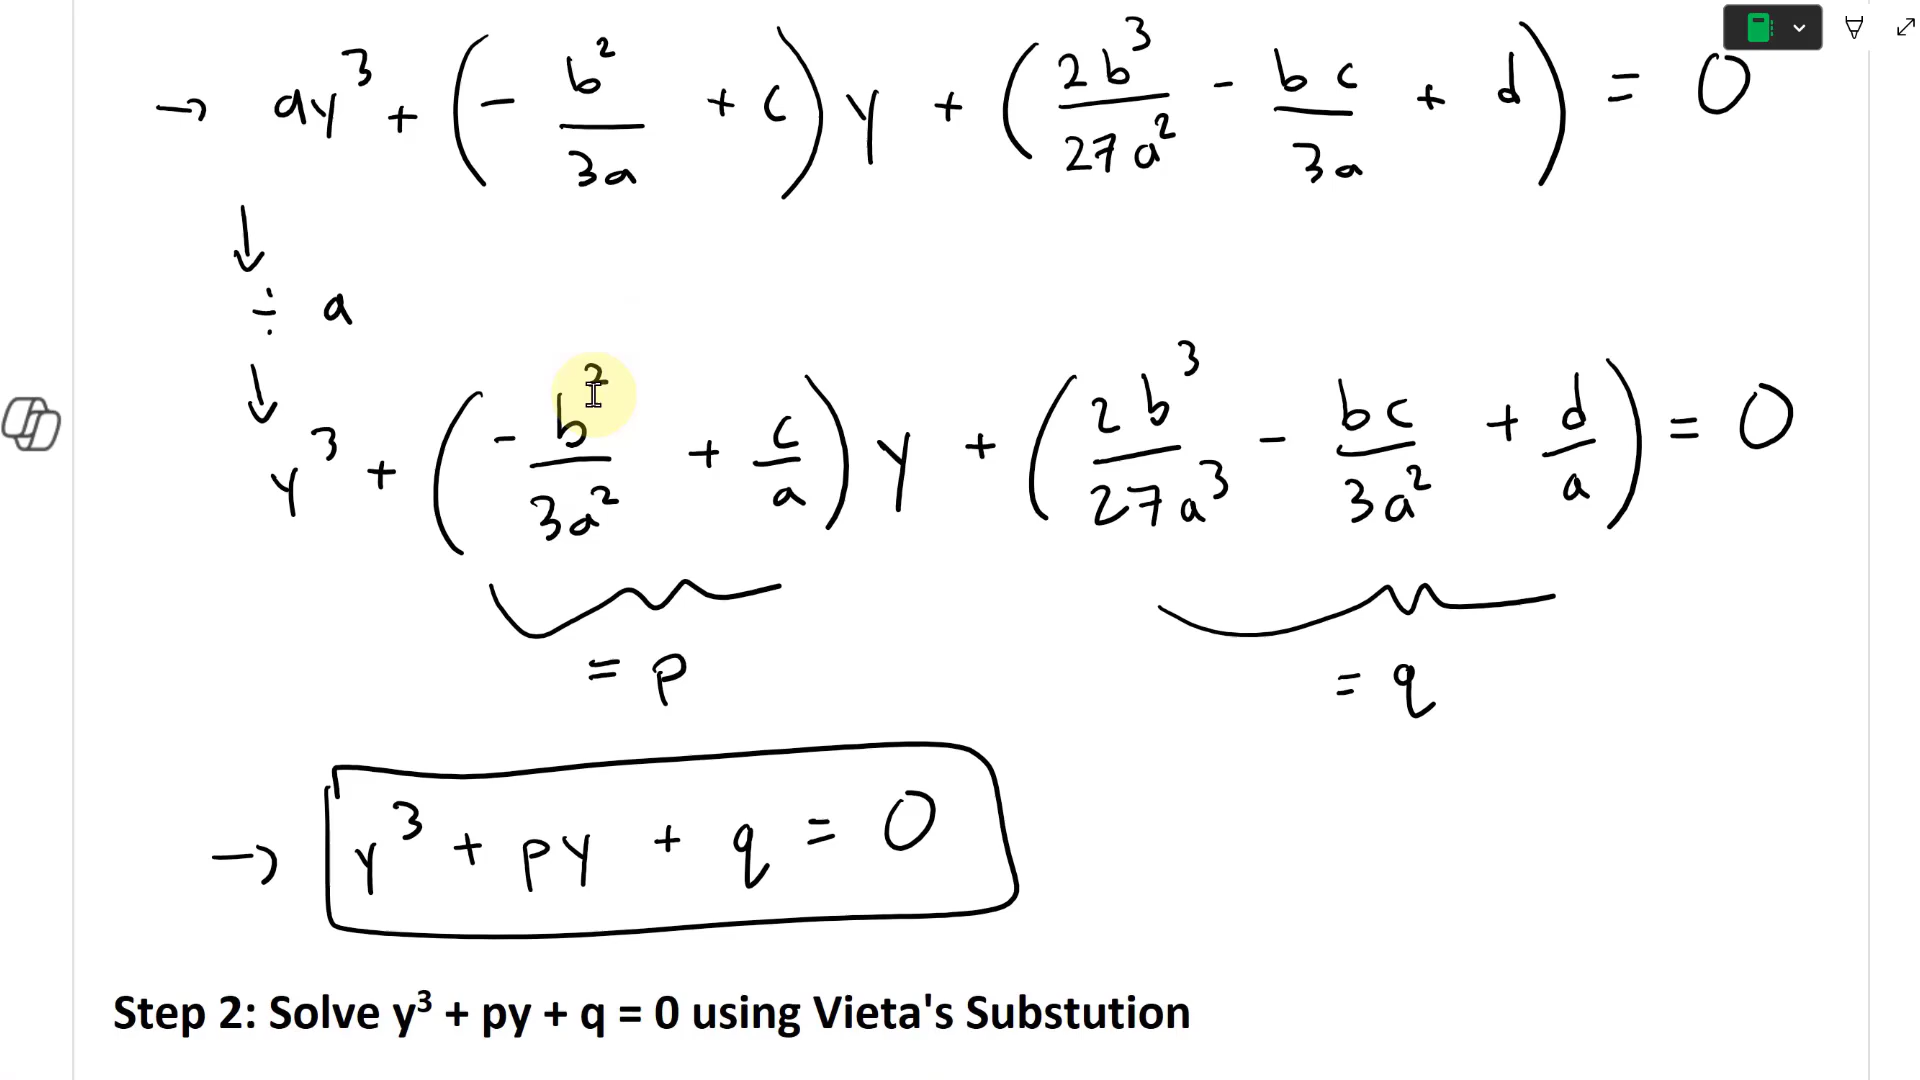 → ay³ + (- b²/3a + c) y + (2b³/27a² - bc/3a + d) = 0
↓
÷ a
↓
y³ + (- b²/3a² + c/a) y + (2b³/27a³ - bc/3a² + d/a) = 0
= p = q
→ y³ + py + q = 0
Step 2: Solve y³ + py + q = 0 using Vieta's Substution